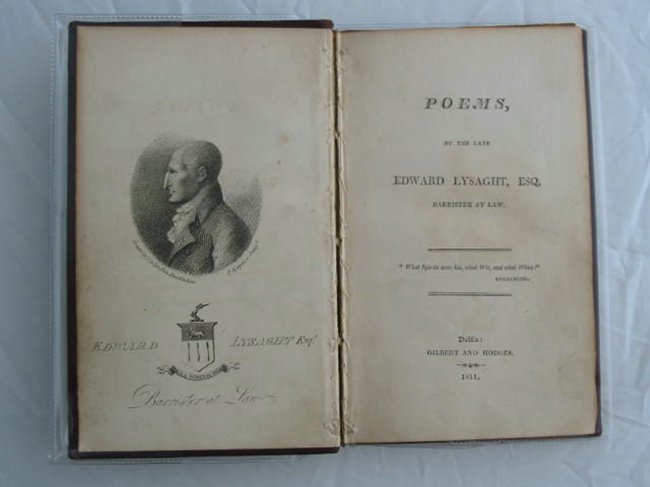 EDWARD LYSAGHT Esqr.
Barrister at Law
POEMS,
BY THE LATE
EDWARD LYSAGHT, ESQ.
BARRISTER AT LAW.
"What Spirits were his, what Wit, and what Whim!"
GOLDSMITH.
Dublin:
GILBERT AND HODGES.
1811.